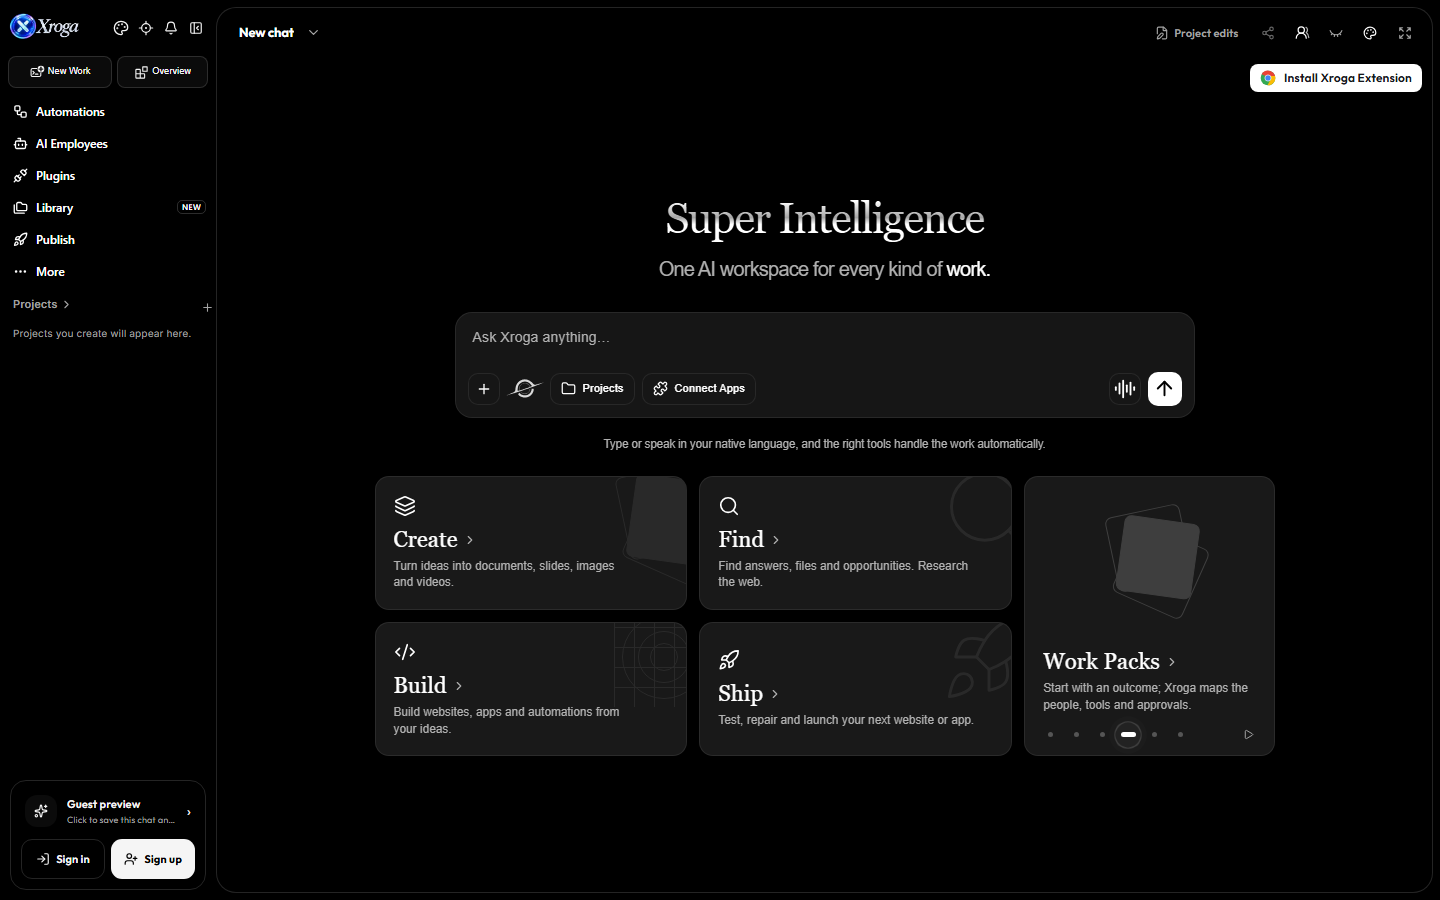 Xroga
New Work
Overview
Automations
AI Employees
Plugins
Library
NEW
Publish
More
Projects
Projects you create will appear here.
Guest preview
Click to save this chat an...
Sign in
Sign up
New chat
Project edits
Install Xroga Extension
Super Intelligence
One AI workspace for every kind of work.
Ask Xroga anything...
Projects
Connect Apps
Type or speak in your native language, and the right tools handle the work automatically.
Create
Turn ideas into documents, slides, images
and videos.
Find
Find answers, files and opportunities. Research
the web.
Build
Build websites, apps and automations from
your ideas.
Ship
Test, repair and launch your next website or app.
Work Packs
Start with an outcome; Xroga maps the
people, tools and approvals.